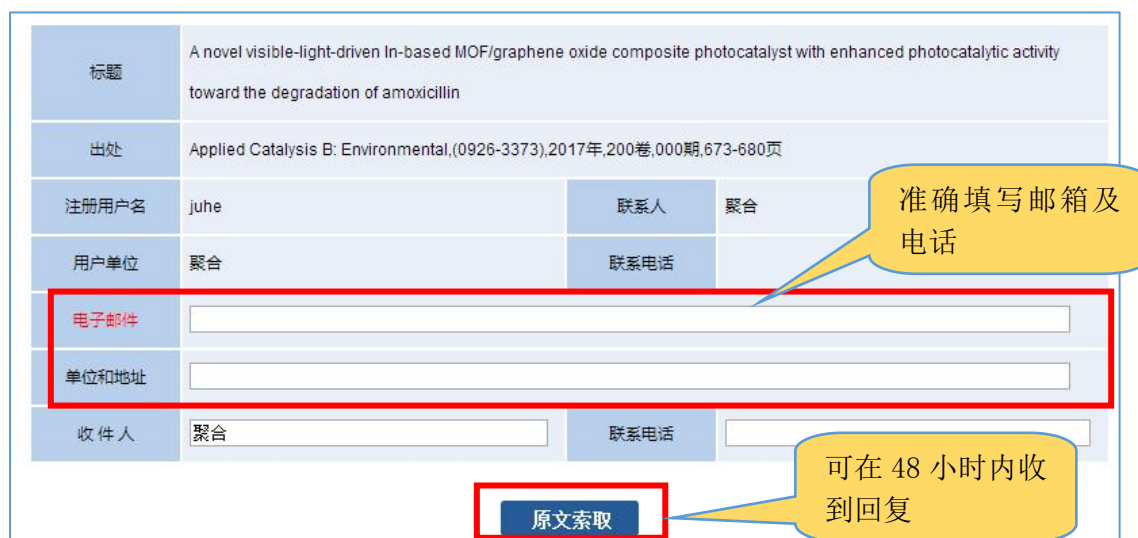 标题
A novel visible-light-driven In-based MOF/graphene oxide composite photocatalyst with enhanced photocatalytic activity
toward the degradation of amoxicillin
出处
Applied Catalysis B: Environmental,(0926-3373),2017年,200卷,000期,673-680页
注册用户名
juhe
联系人
聚合
准确填写邮箱及
电话
用户单位
聚合
联系电话
电子邮件
单位和地址
收件人
聚合
联系电话
可在 48 小时内收
到回复
原文索取